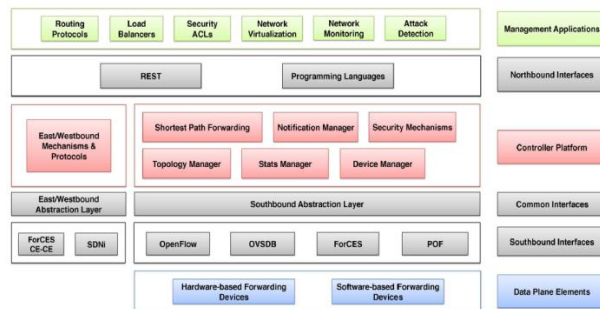 Routing
Protocols
Load
Balancers
Security
ACLs
Network
Virtualization
Network
Monitoring
Attack
Detection
Management Applications
REST
Programming Languages
Northbound Interfaces
East/Westbound
Mechanisms &
Protocols
Shortest Path Forwarding
Notification Manager
Security Mechanisms
Topology Manager
Stats Manager
Device Manager
Controller Platform
East/Westbound
Abstraction Layer
Southbound Abstraction Layer
Common Interfaces
ForCES
CE-CE
SDNi
OpenFlow
OVSDB
ForCES
POF
Southbound Interfaces
Hardware-based Forwarding
Devices
Software-based Forwarding
Devices
Data Plane Elements